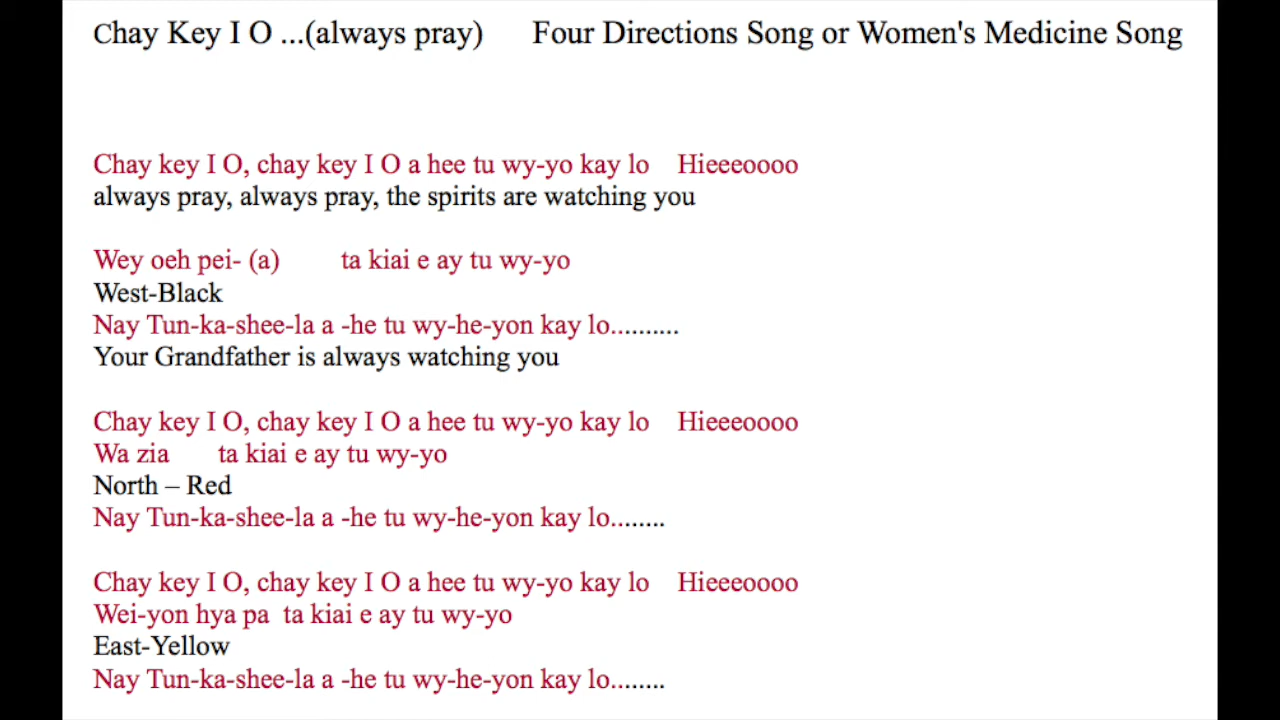 Chay Key I O ...(always pray) Four Directions Song or Women's Medicine Song
Chay key I O, chay key I O a hee tu wy-yo kay lo Hieeeoooo
always pray, always pray, the spirits are watching you
Wey oeh pei- (a) ta kiai e ay tu wy-yo
West-Black
Nay Tun-ka-shee-la a -he tu wy-he-yon kay lo..........
Your Grandfather is always watching you
Chay key I O, chay key I O a hee tu wy-yo kay lo Hieeeoooo
Wa zia ta kiai e ay tu wy-yo
North – Red
Nay Tun-ka-shee-la a -he tu wy-he-yon kay lo........
Chay key I O, chay key I O a hee tu wy-yo kay lo Hieeeoooo
Wei-yon hya pa ta kiai e ay tu wy-yo
East-Yellow
Nay Tun-ka-shee-la a -he tu wy-he-yon kay lo........